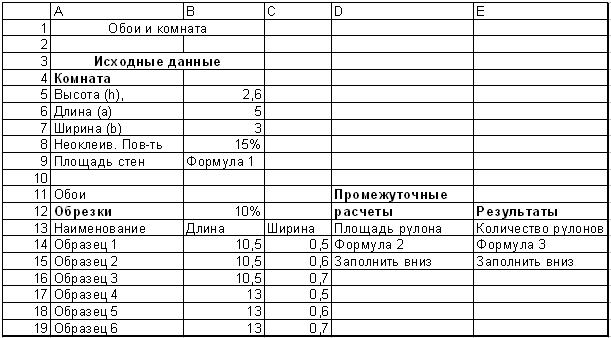 A B C D E
1 Обои и комната
2
3 Исходные данные
4 Комната
5 Высота (h), 2,6
6 Длина (a) 5
7 Ширина (b) 3
8 Неоклеив. Пов-ть 15%
9 Площадь стен Формула 1
10
11 Обои Промежуточные
12 Обрезки 10% расчеты Результаты
13 Наименование Длина Ширина Площадь рулона Количество рулонов
14 Образец 1 10,5 0,5 Формула 2 Формула 3
15 Образец 2 10,5 0,6 Заполнить вниз Заполнить вниз
16 Образец 3 10,5 0,7
17 Образец 4 13 0,5
18 Образец 5 13 0,6
19 Образец 6 13 0,7